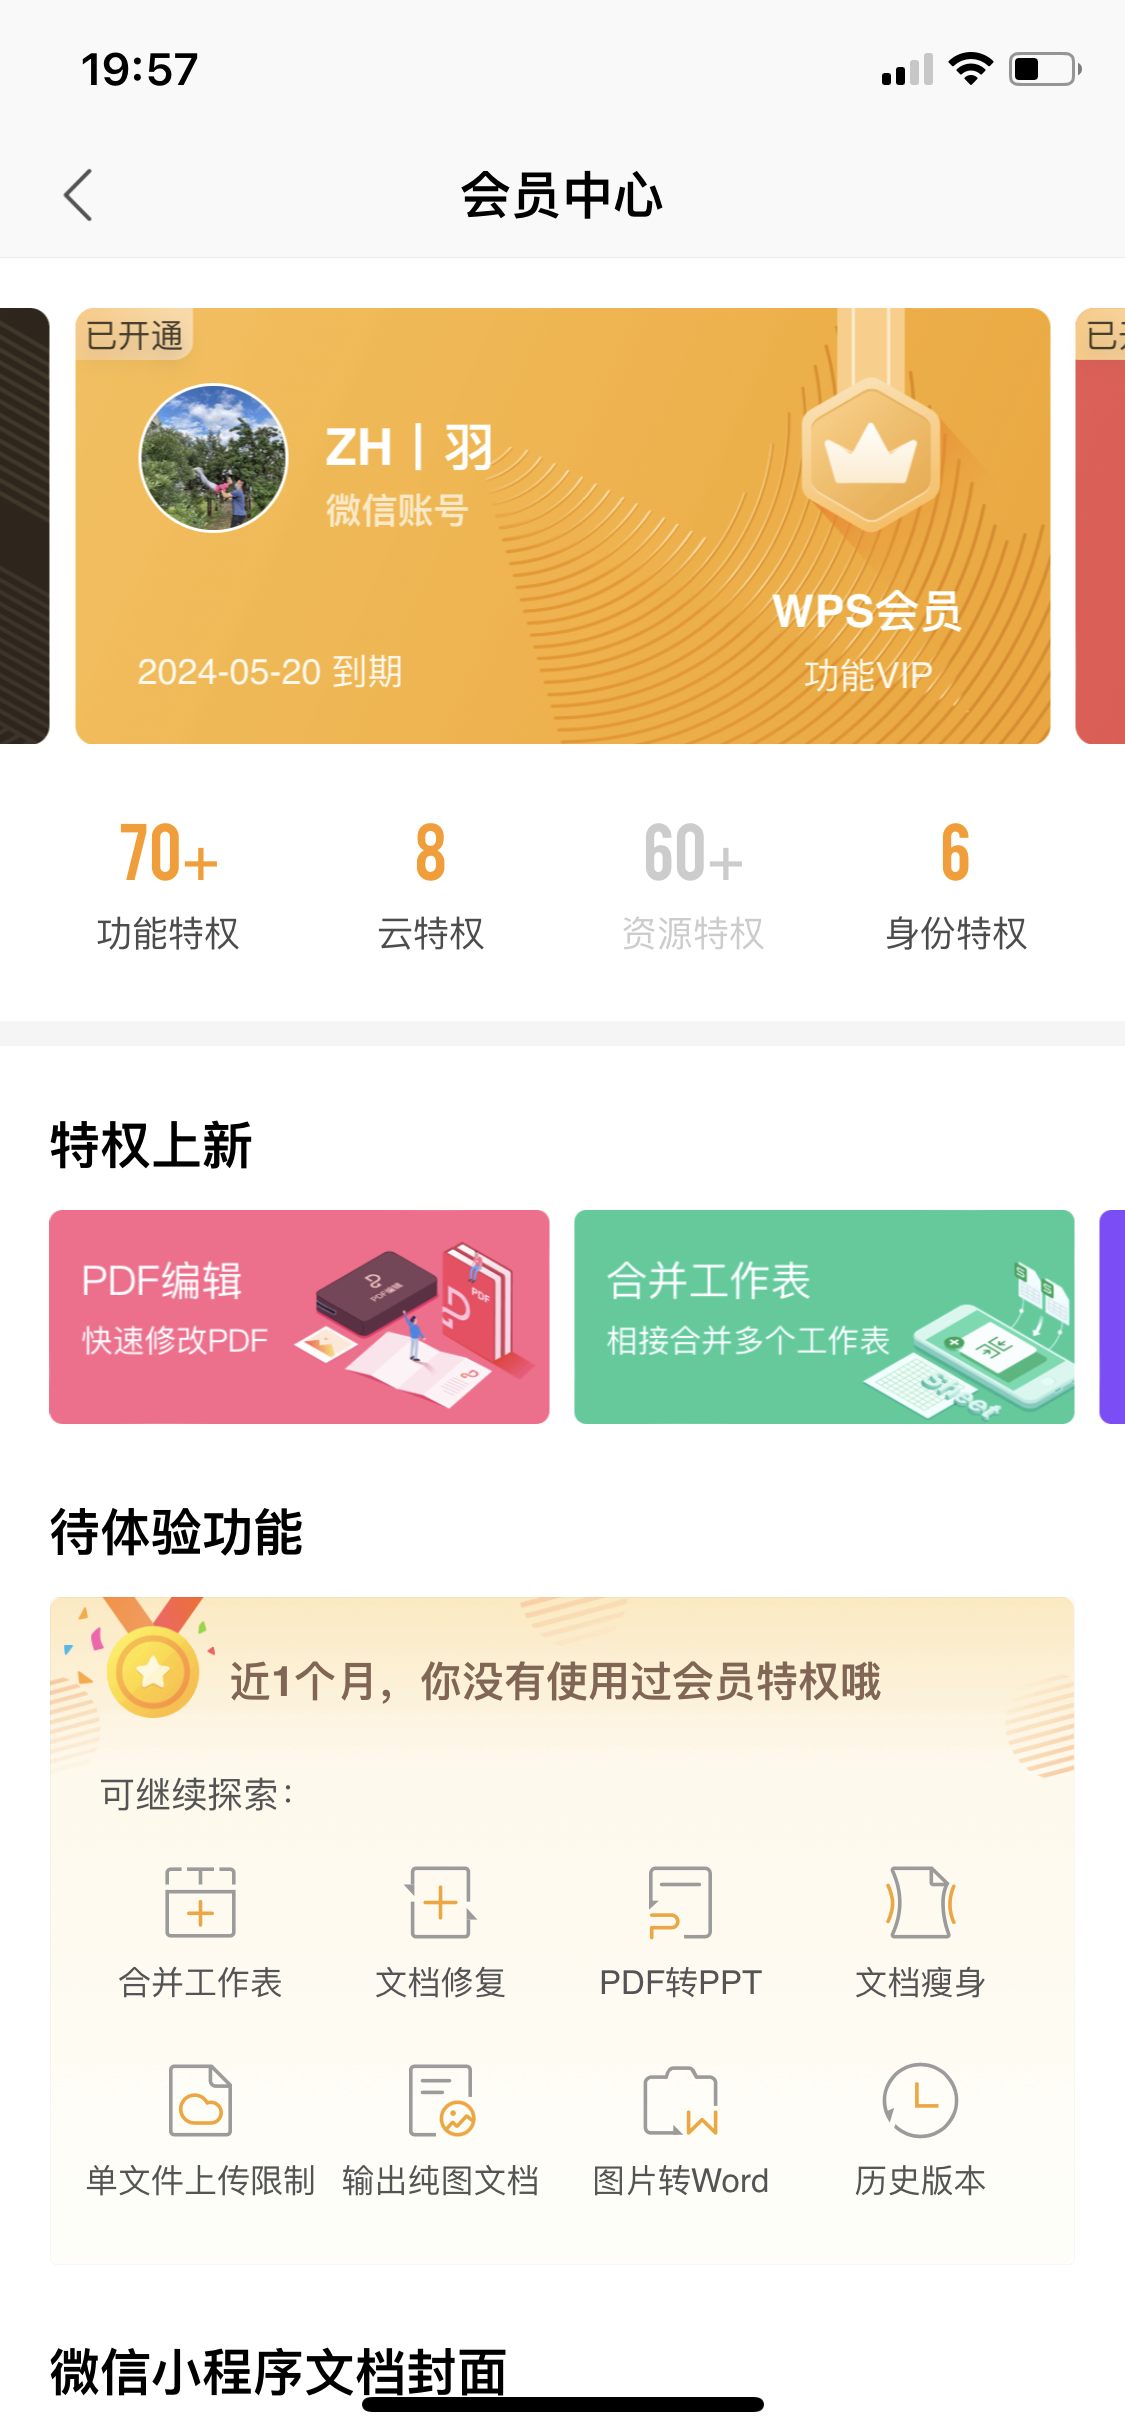 19:57
会员中心
已开通
ZH丨羽
微信账号
WPS会员
2024-05-20 到期
功能VIP
70+
8
60+
6
功能特权
云特权
资源特权
身份特权
特权上新
PDF编辑
快速修改PDF
PDF编辑
PDF
合并工作表
相接合并多个工作表
Sheet
待体验功能
近1个月，你没有使用过会员特权哦
可继续探索：
合并工作表
文档修复
PDF转PPT
文档瘦身
单文件上传限制
输出纯图文档
图片转Word
历史版本
微信小程序文档封面